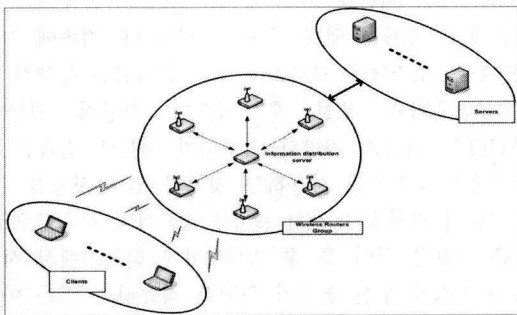 Servers
Information distribution
server
Wireless Routers
Group
Clients